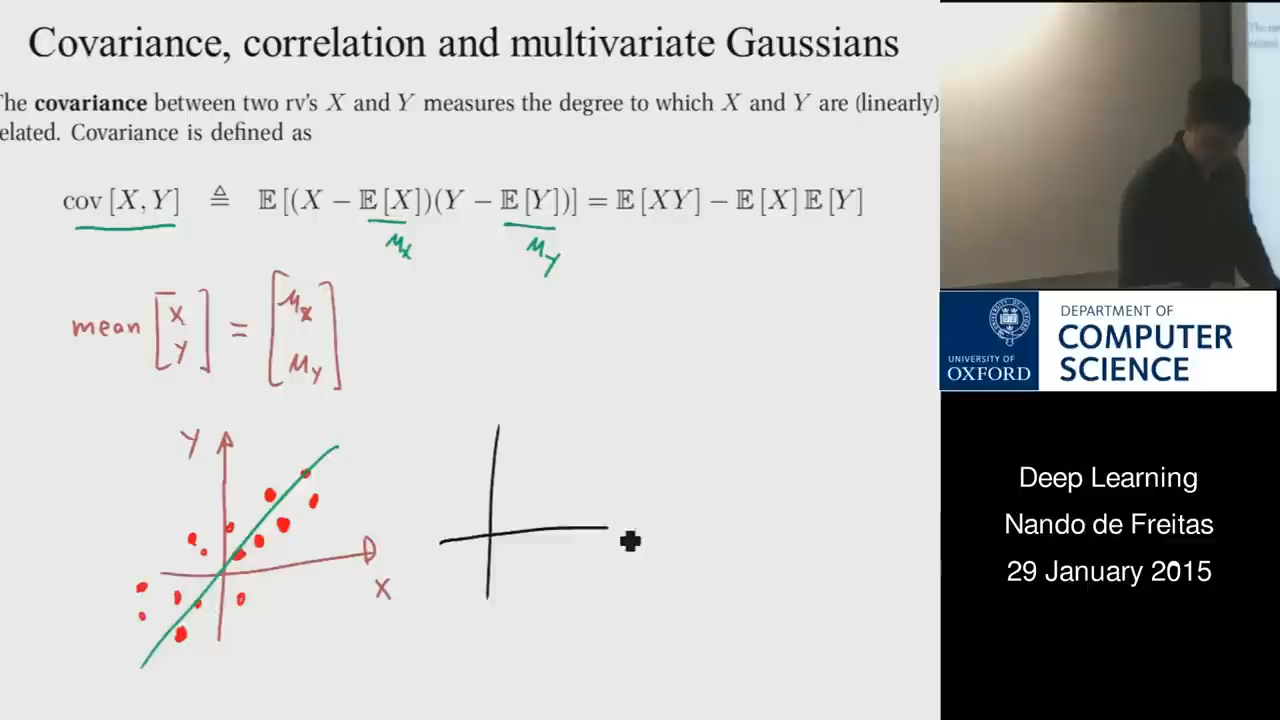 Covariance, correlation and multivariate Gaussians
The covariance between two rv's X and Y measures the degree to which X and Y are (linearly)
elated. Covariance is defined as
cov [X, Y] ≜ 𝔼 [(X − 𝔼 [X])(Y − 𝔼 [Y])] = 𝔼 [XY] − 𝔼 [X] 𝔼 [Y]
μx μy
mean [x y] = [μx μy]
Y
X
UNIVERSITY OF
OXFORD
DEPARTMENT OF
COMPUTER
SCIENCE
Deep Learning
Nando de Freitas
29 January 2015